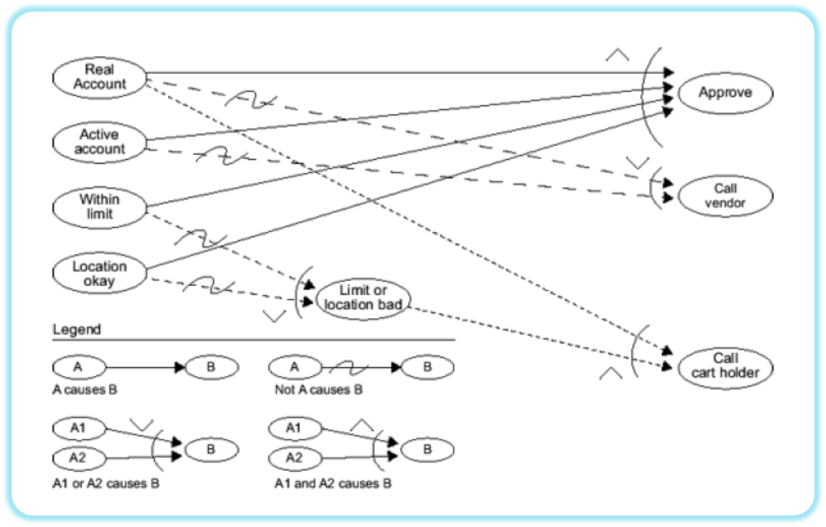 Real
Account
Approve
Active
account
Call
vendor
Within
limit
Location
okay
Limit or
location bad
Call
cart holder
Legend
A
B
A causes B
A
B
Not A causes B
A1
A2
B
A1 or A2 causes B
A1
A2
B
A1 and A2 causes B